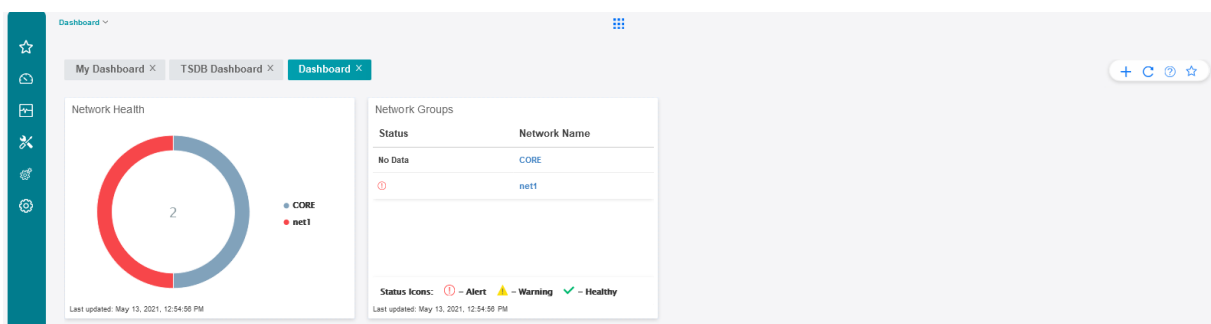 Dashboard
My Dashboard X TSDB Dashboard X Dashboard X
Network Health
2
CORE
net1
Last updated: May 13, 2021, 12:54:56 PM
Network Groups
Status Network Name
No Data CORE
net1
Status Icons: – Alert – Warning – Healthy
Last updated: May 13, 2021, 12:54:56 PM